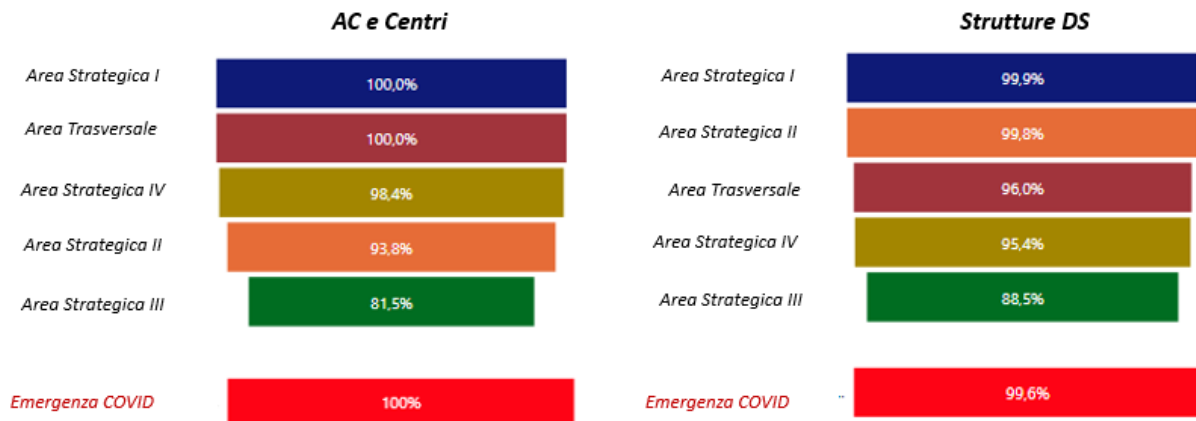 AC e Centri
Area Strategica I 100,0%
Area Trasversale 100,0%
Area Strategica IV 98,4%
Area Strategica II 93,8%
Area Strategica III 81,5%
Emergenza COVID 100%
Strutture DS
Area Strategica I 99,9%
Area Strategica II 99,8%
Area Trasversale 96,0%
Area Strategica IV 95,4%
Area Strategica III 88,5%
Emergenza COVID 99,6%